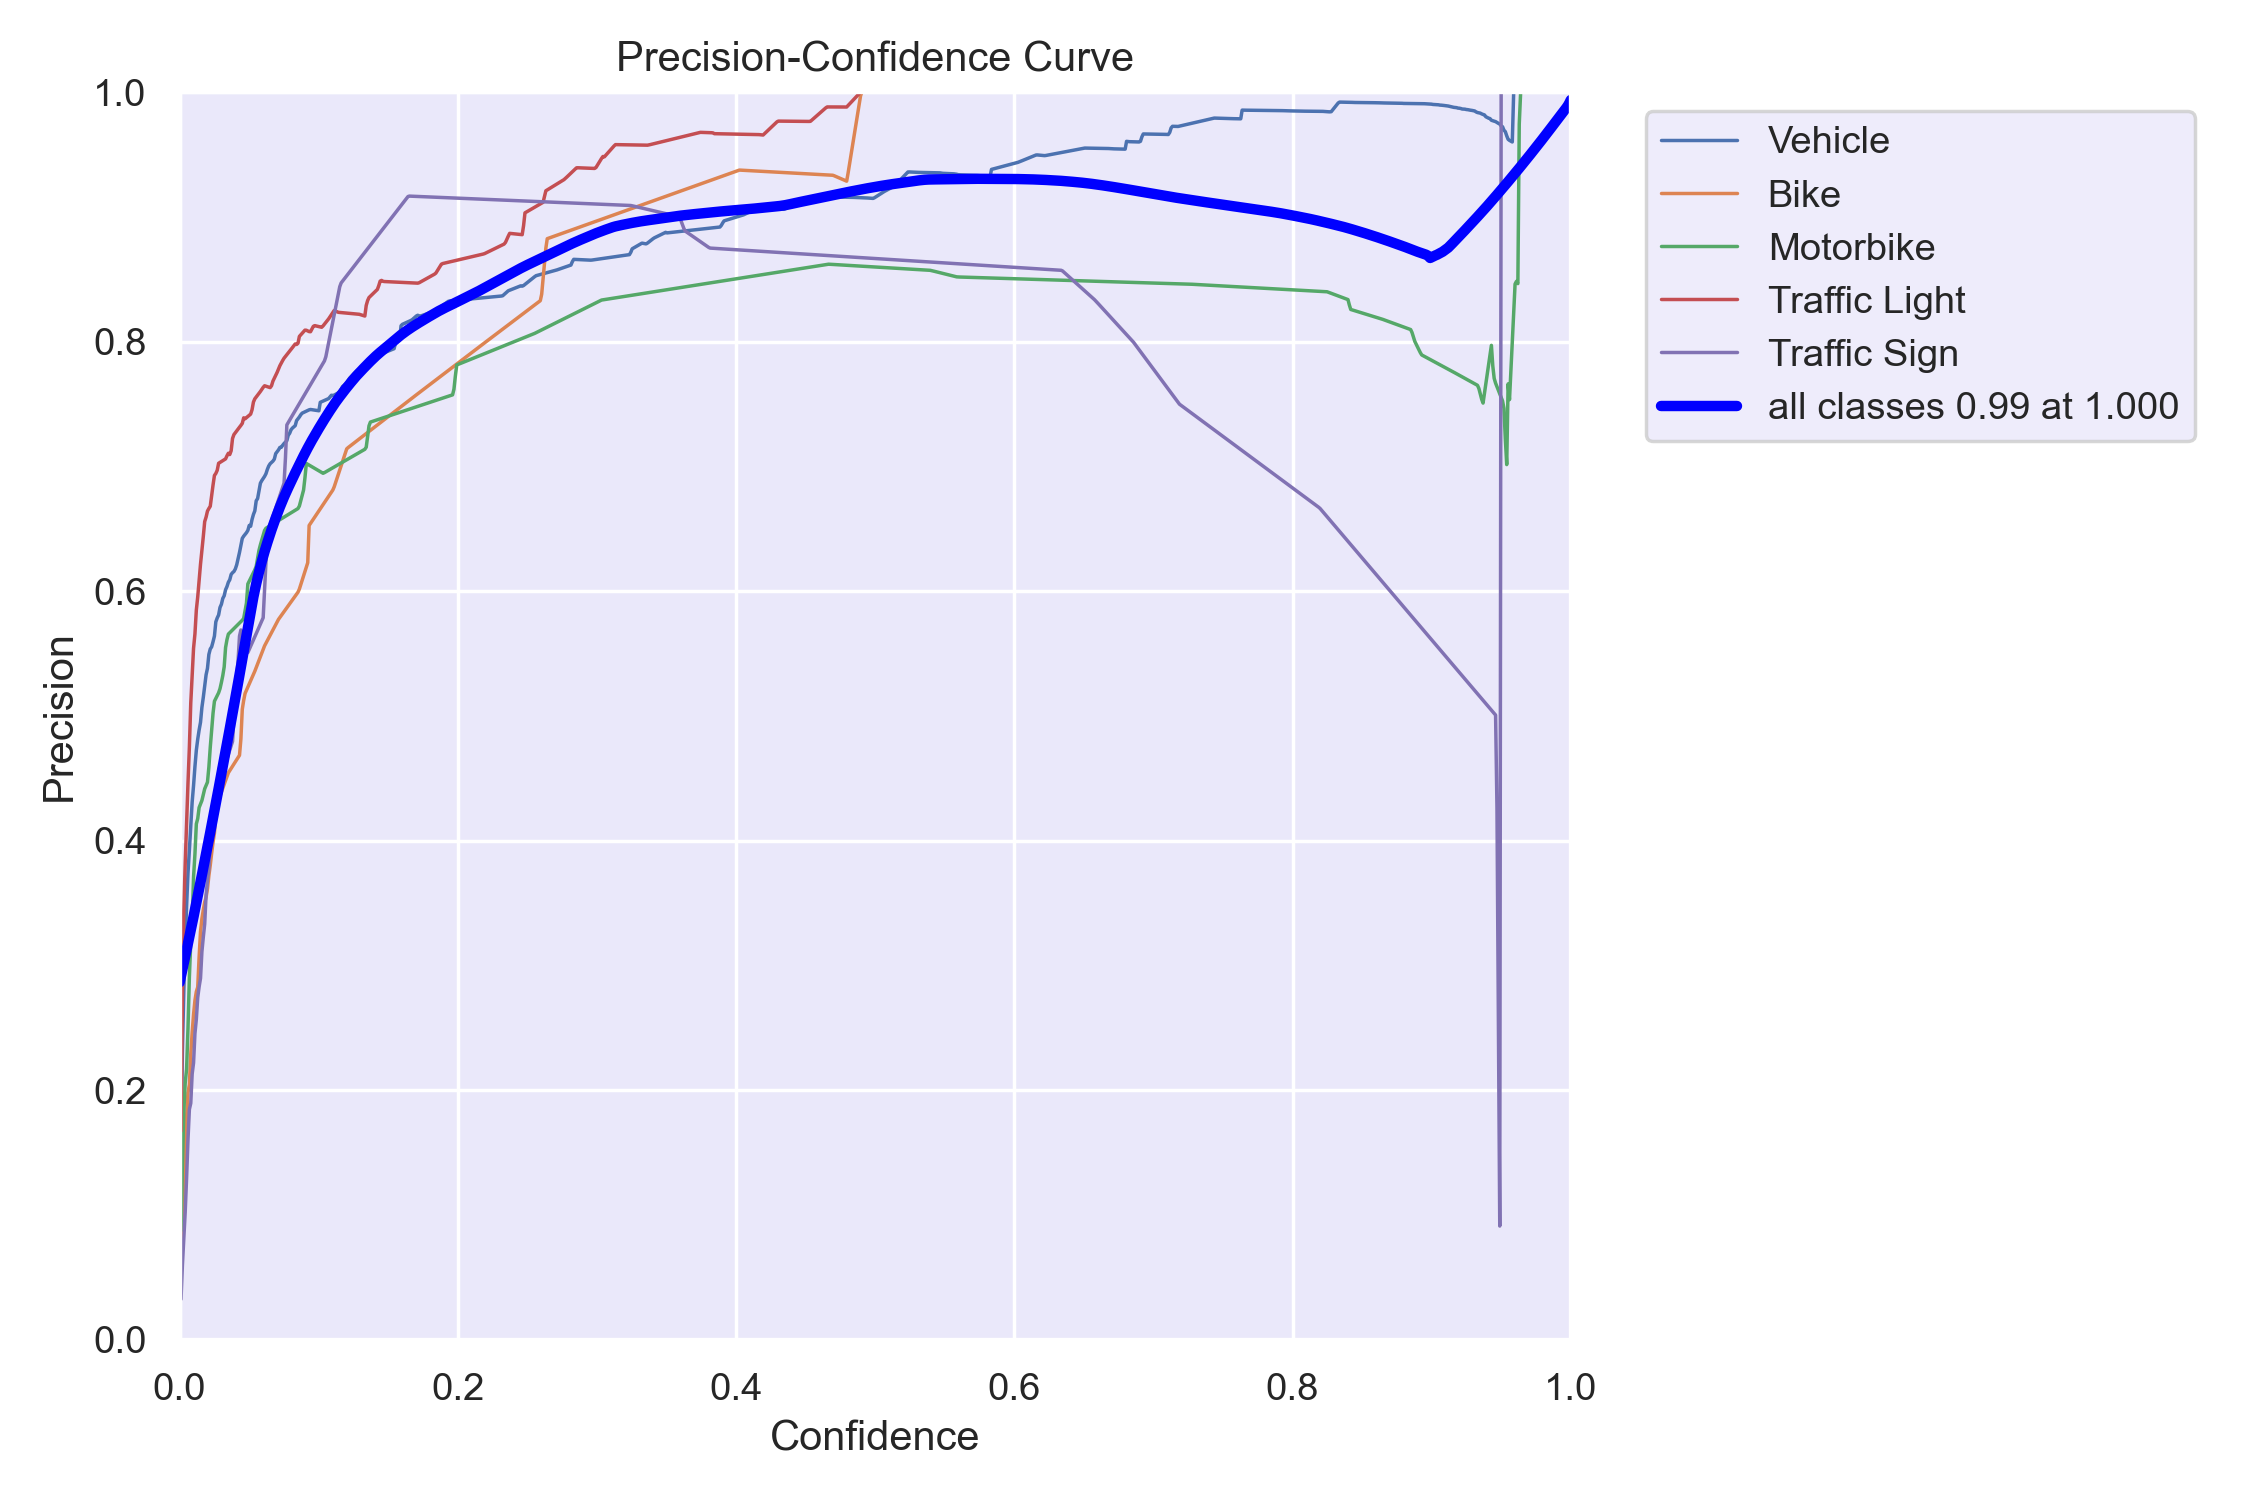 Precision-Confidence Curve
1.0
0.8
0.6
0.4
0.2
0.0
Precision
0.0 0.2 0.4 0.6 0.8 1.0
Confidence
Vehicle
Bike
Motorbike
Traffic Light
Traffic Sign
all classes 0.99 at 1.000